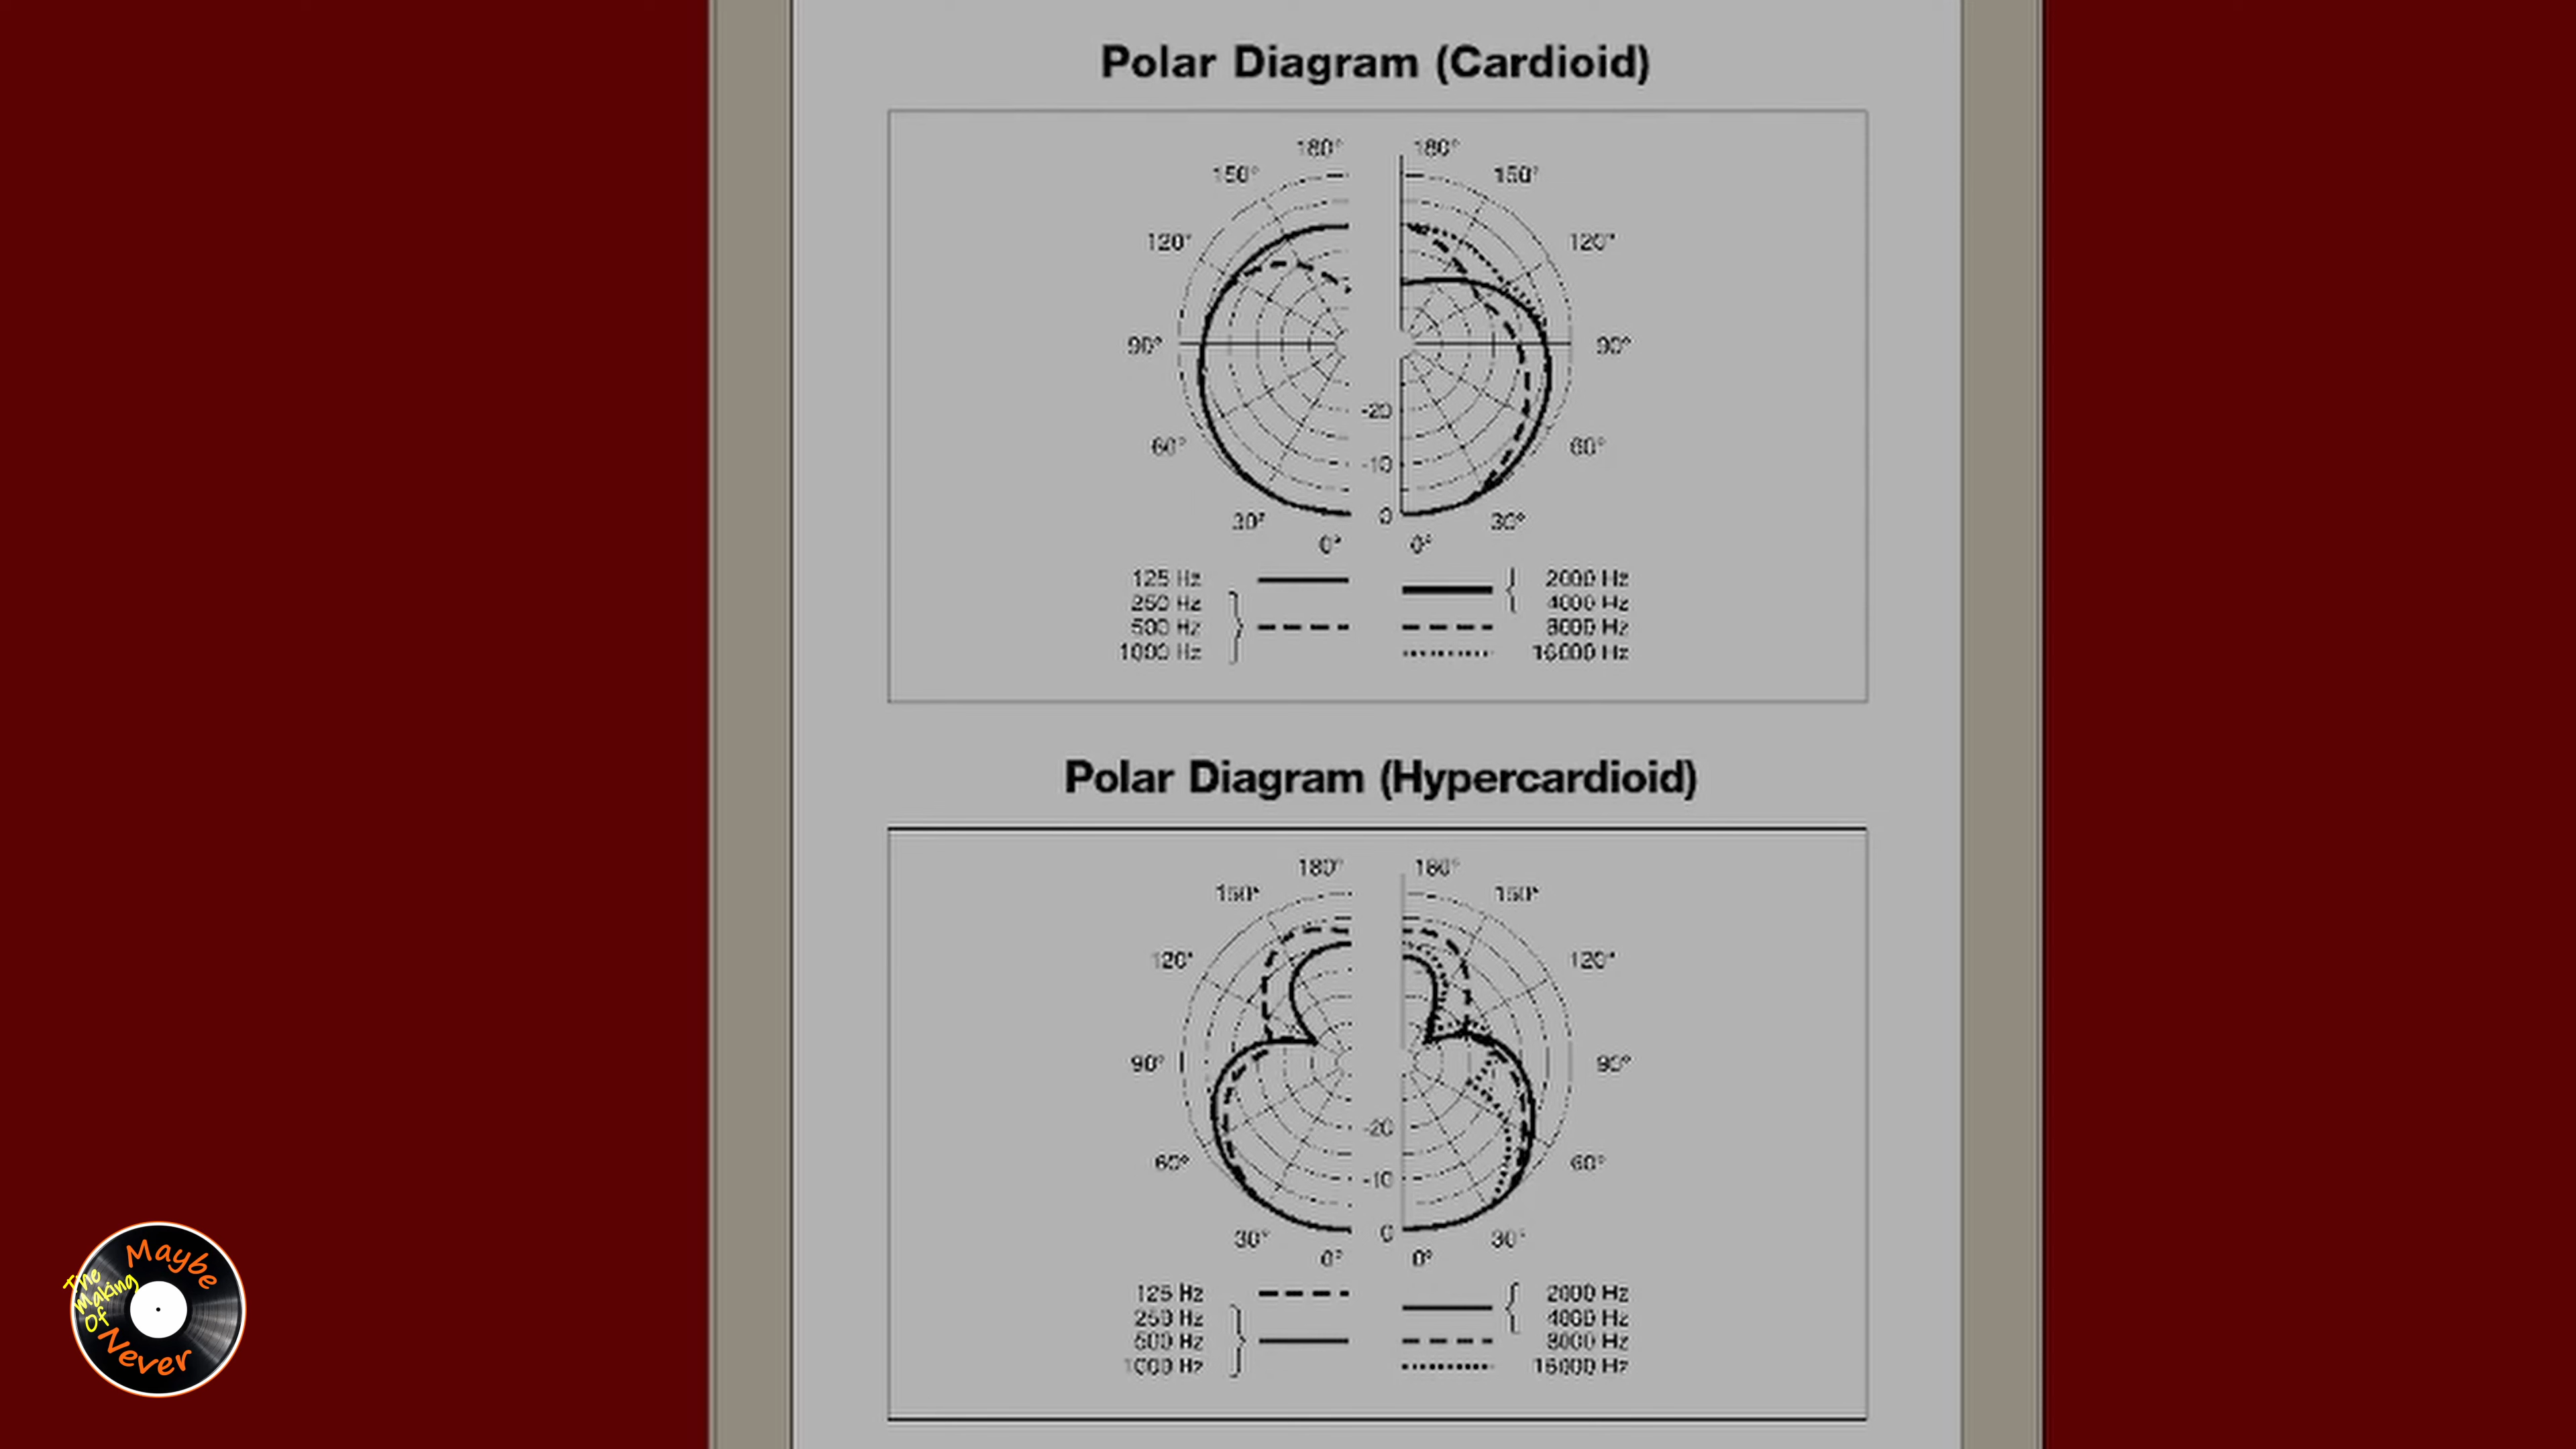 Polar Diagram (Cardioid)
180° 180°
150° 150°
120° 120°
90° 90°
-20
60° 60°
-10
30° 0 30°
0° 0°
125 Hz 2000 Hz
250 Hz 4000 Hz
500 Hz 8000 Hz
1000 Hz 16000 Hz
Polar Diagram (Hypercardioid)
180° 180°
150° 150°
120° 120°
90° 90°
-20
60° 60°
-10
30° 0 30°
0° 0°
125 Hz 2000 Hz
250 Hz 4000 Hz
500 Hz 8000 Hz
1000 Hz 16000 Hz
The
Making
Of
Maybe
Never